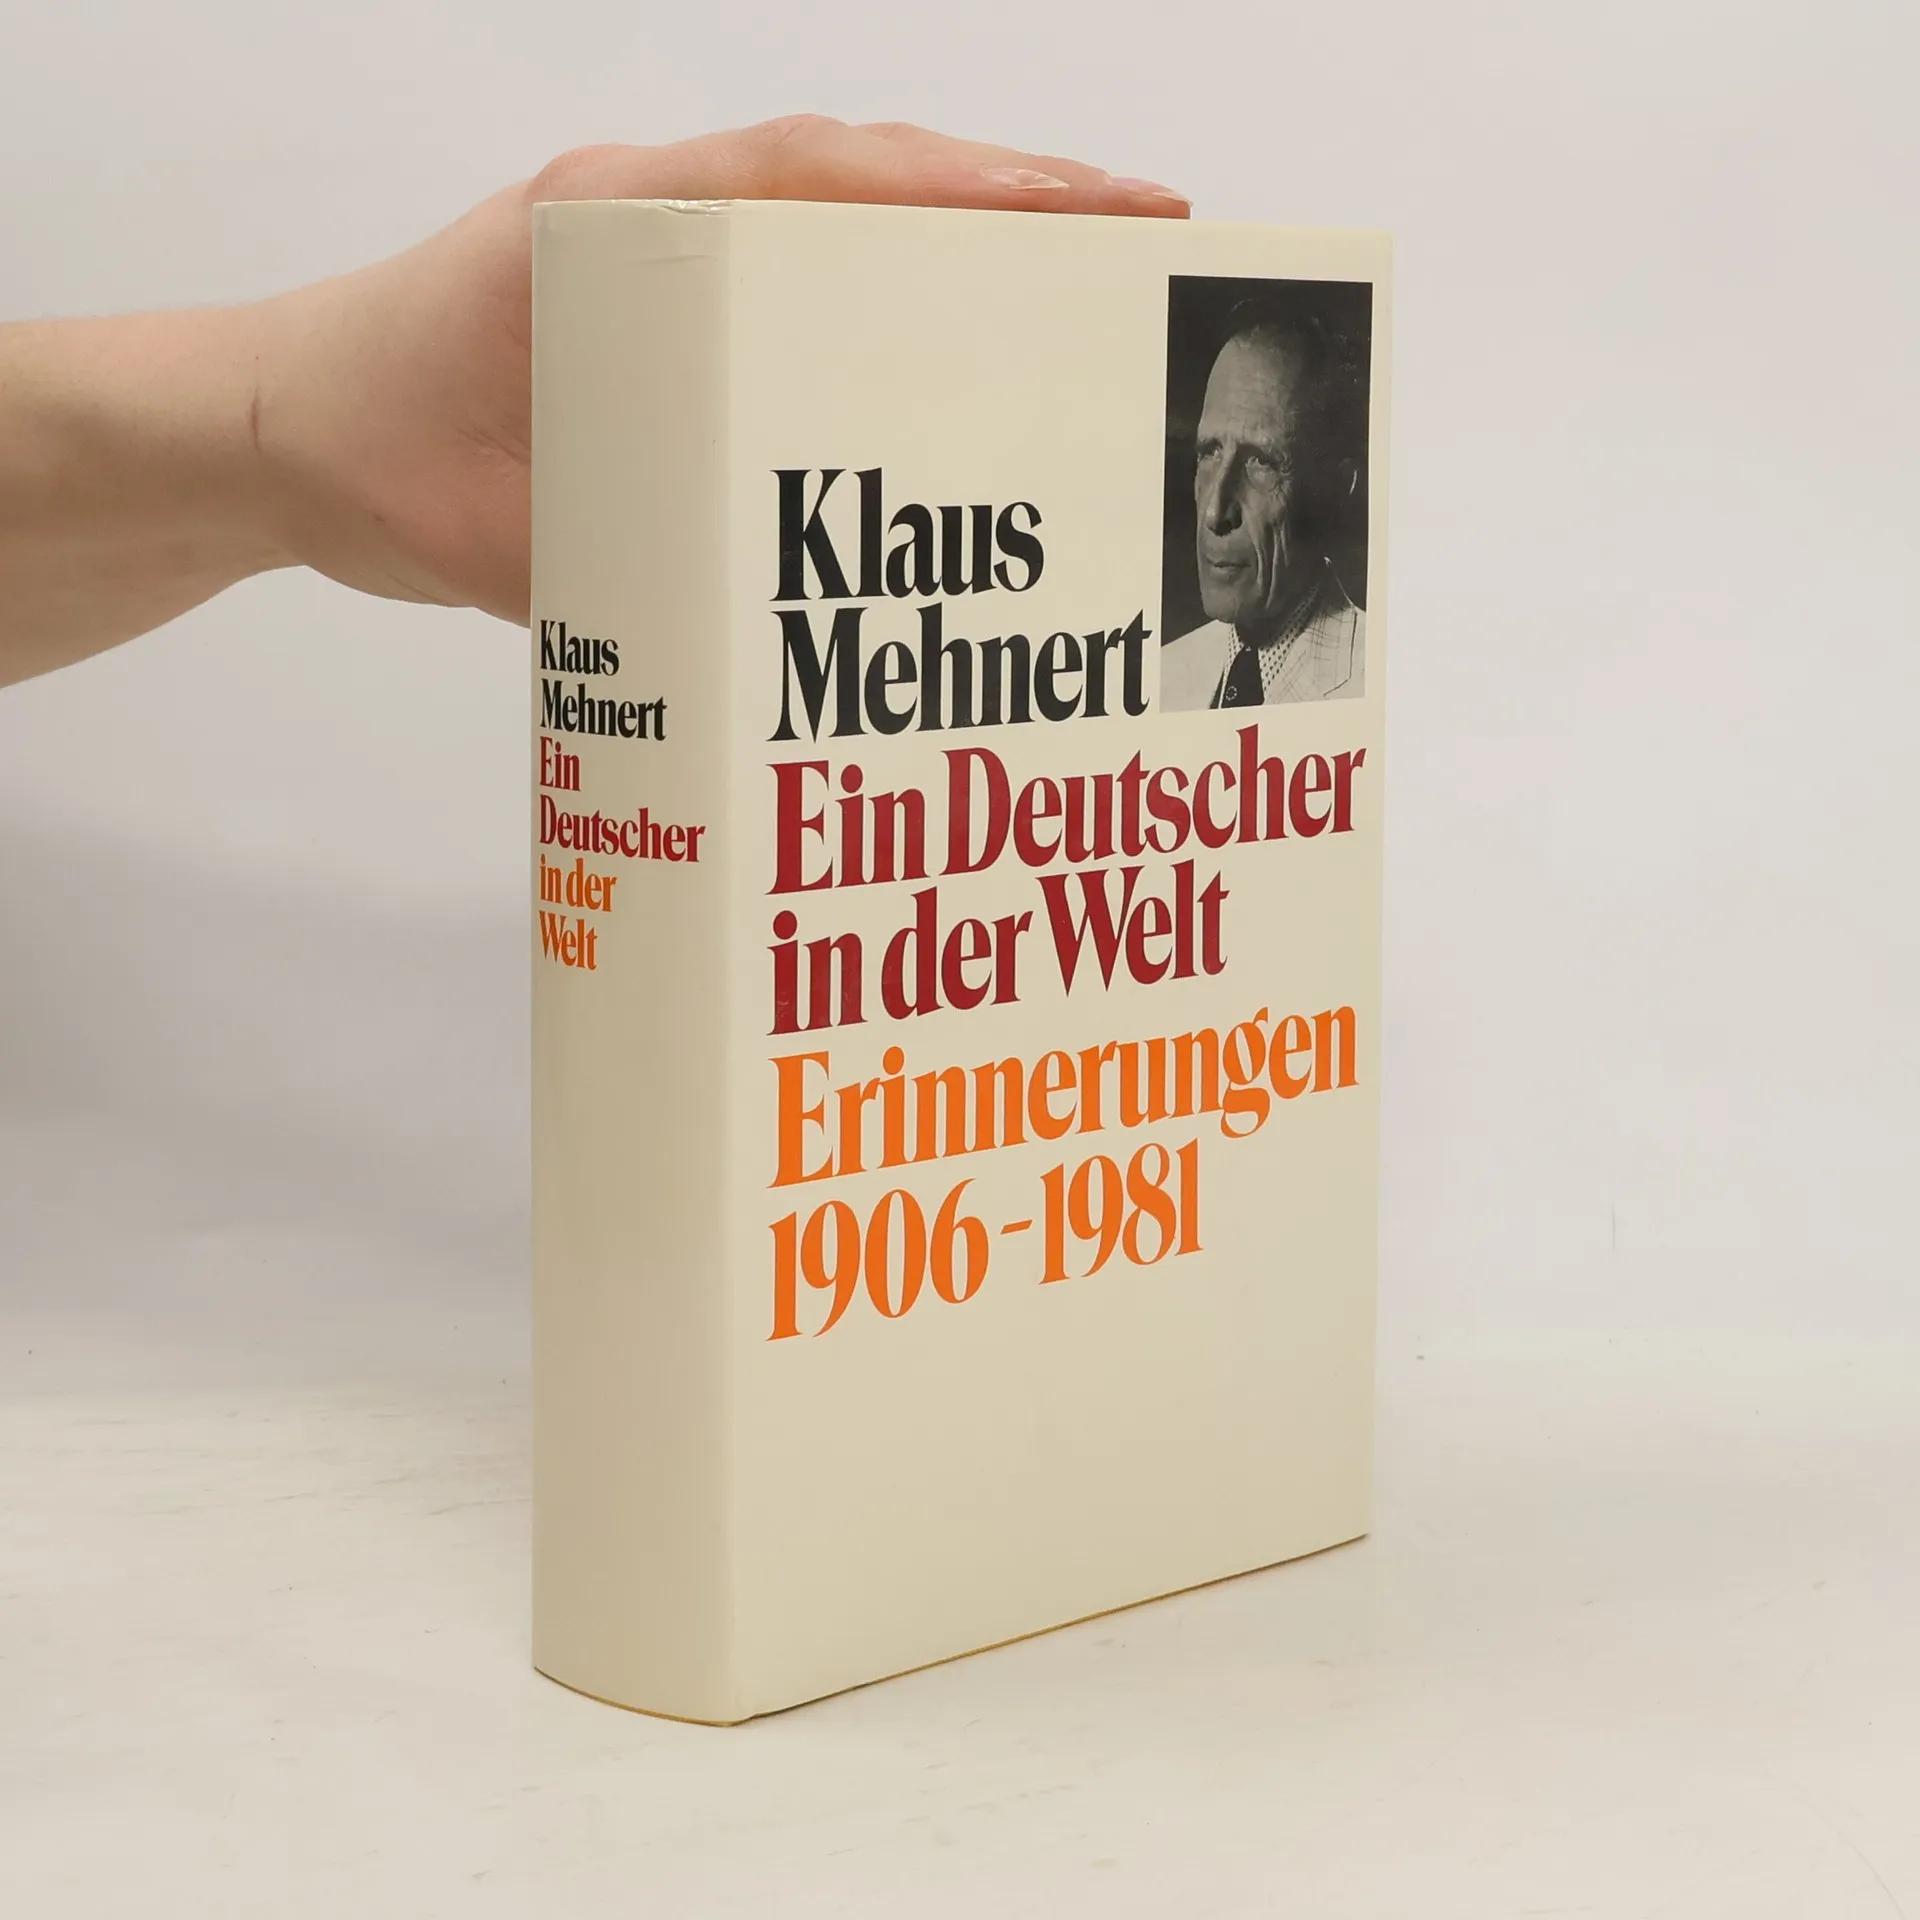 Klaus
Mehnert
Ein
Deutscher
in der
Welt
Klaus
Mehnert
Ein Deutscher
in der Welt
Erinnerungen
1906-1981